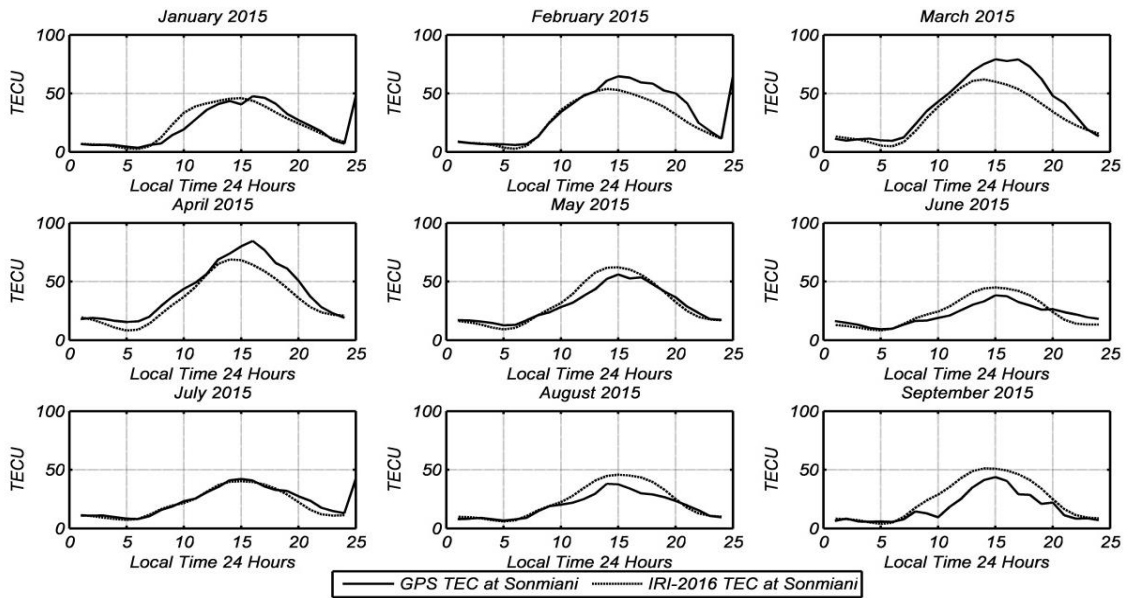 January 2015
February 2015
March 2015
TECU
100
50
0
0 5 10 15 20 25
Local Time 24 Hours
TECU
100
50
0
0 5 10 15 20 25
Local Time 24 Hours
TECU
100
50
0
0 5 10 15 20 25
Local Time 24 Hours
April 2015
May 2015
June 2015
TECU
100
50
0
0 5 10 15 20 25
Local Time 24 Hours
TECU
100
50
0
0 5 10 15 20 25
Local Time 24 Hours
TECU
100
50
0
0 5 10 15 20 25
Local Time 24 Hours
July 2015
August 2015
September 2015
TECU
100
50
0
0 5 10 15 20 25
Local Time 24 Hours
TECU
100
50
0
0 5 10 15 20 25
Local Time 24 Hours
TECU
100
50
0
0 5 10 15 20 25
Local Time 24 Hours
GPS TEC at Sonmiani IRI-2016 TEC at Sonmiani